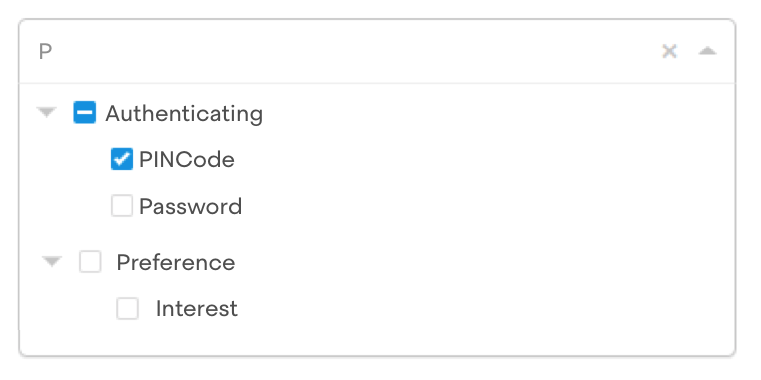 P
Authenticating
PINCode
Password
Preference
Interest